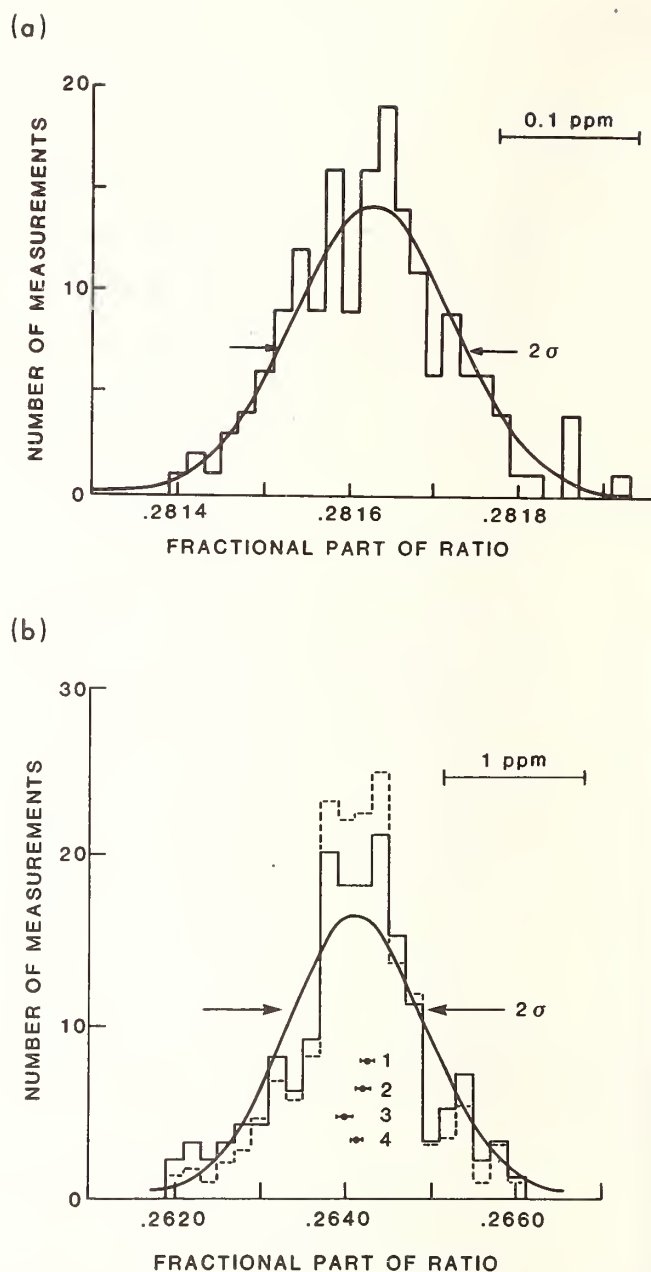 (a)
20
0.1 ppm
NUMBER OF MEASUREMENTS
10
2σ
0
.2814 .2816 .2818
FRACTIONAL PART OF RATIO
(b)
30
1 ppm
NUMBER OF MEASUREMENTS
20
10
2σ
1
2
3
4
0
.2620 .2640 .2660
FRACTIONAL PART OF RATIO